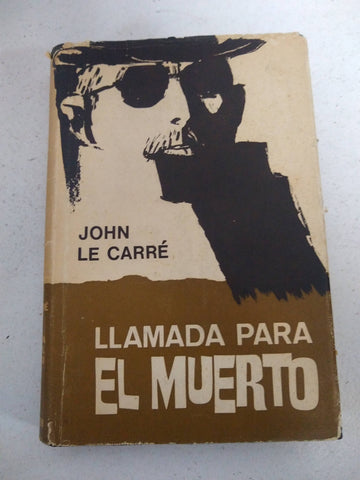 JOHN
LE CARRÉ
LLAMADA PARA
EL MUERTO